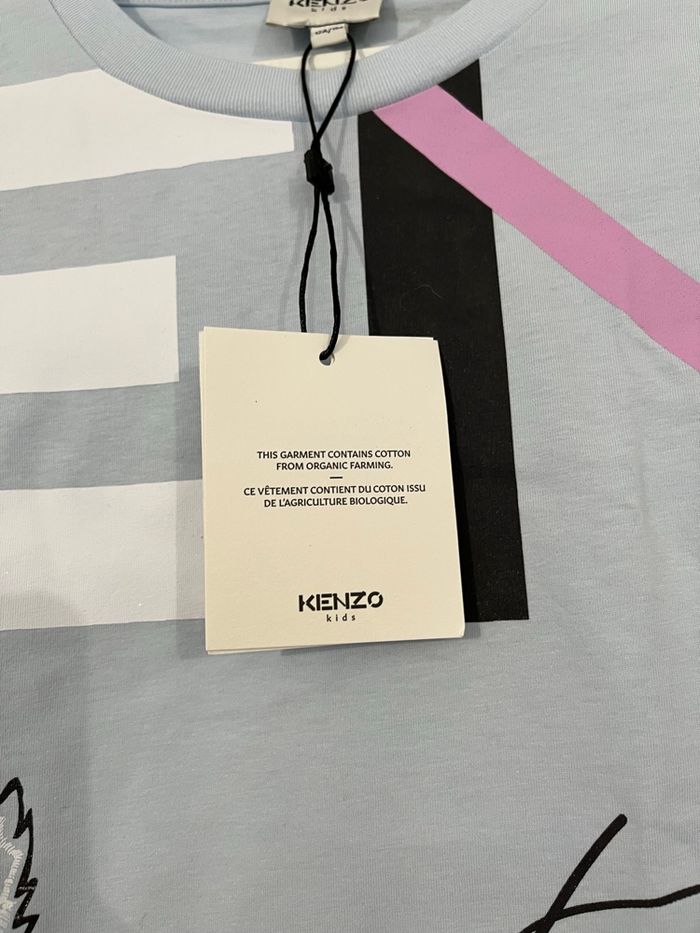 KENZO
kids
THIS GARMENT CONTAINS COTTON
FROM ORGANIC FARMING.
CE VÊTEMENT CONTIENT DU COTON ISSU
DE L'AGRICULTURE BIOLOGIQUE.
KENZO
kids